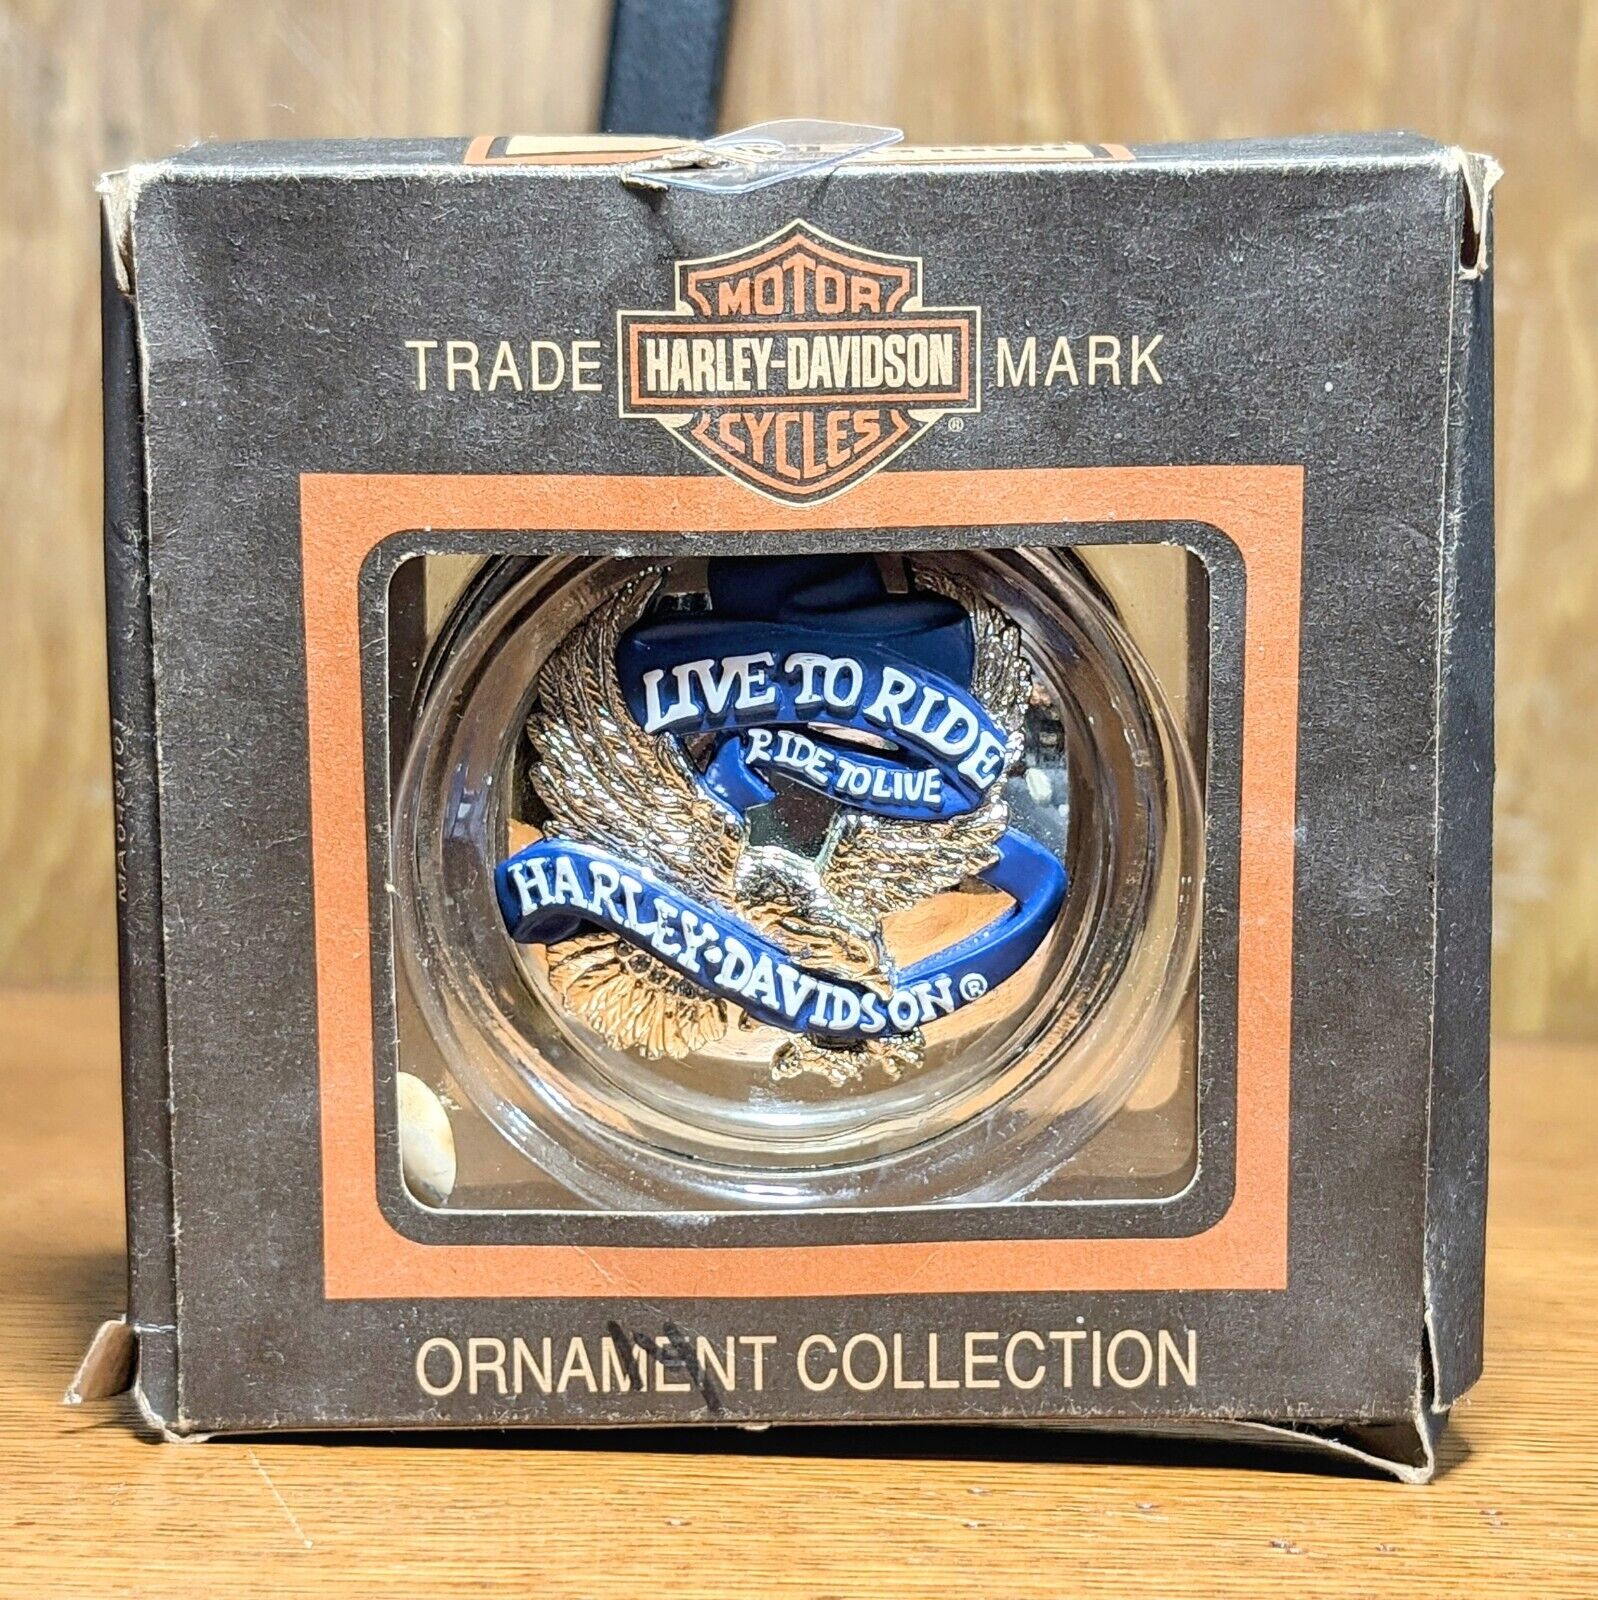 MOTOR
TRADE HARLEY-DAVIDSON MARK
CYCLES ®
LIVE TO RIDE
RIDE TO LIVE
HARLEY-DAVIDSON®
ORNAMENT COLLECTION